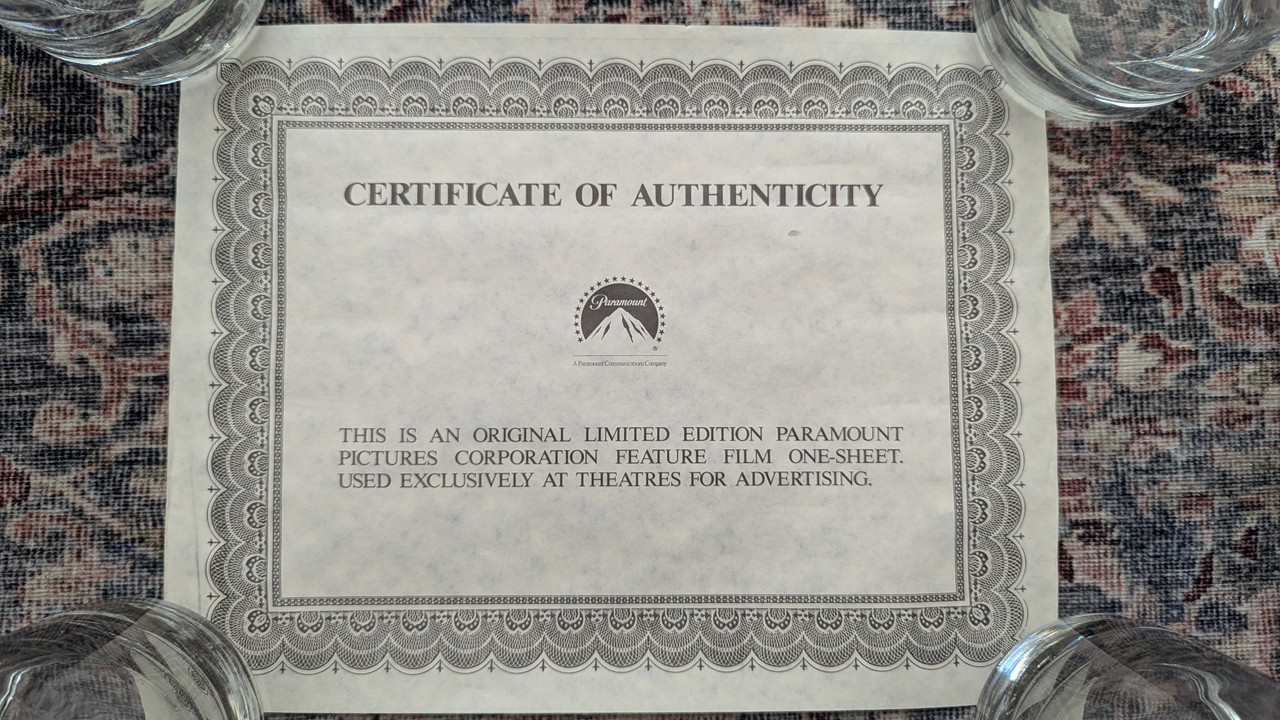 CERTIFICATE OF AUTHENTICITY
Paramount
®
A Paramount Communications Company
THIS IS AN ORIGINAL LIMITED EDITION PARAMOUNT
PICTURES CORPORATION FEATURE FILM ONE-SHEET.
USED EXCLUSIVELY AT THEATRES FOR ADVERTISING.